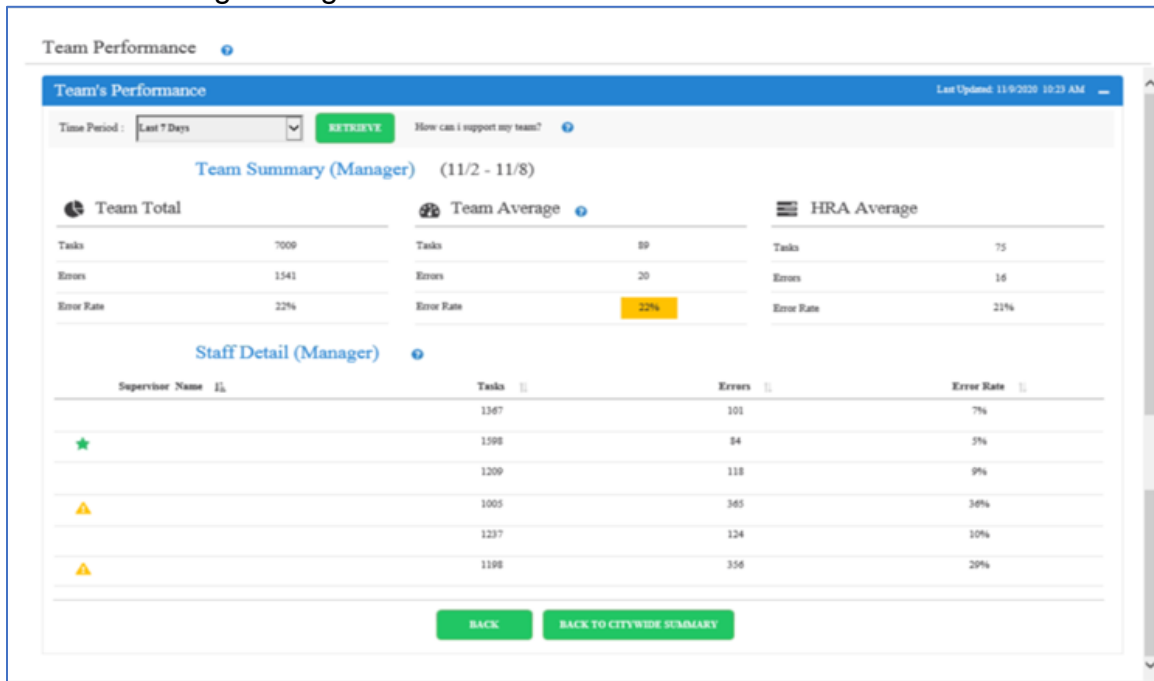 Team Performance
Team's Performance Last Updated: 11/9/2020 10:23 AM
Time Period : Last 7 Days RETRIEVE How can i support my team?
Team Summary (Manager) (11/2 - 11/8)
Team Total Team Average HRA Average
Tasks 7009 Tasks 89 Tasks 75
Errors 1541 Errors 20 Errors 16
Error Rate 22% Error Rate 22% Error Rate 21%
Staff Detail (Manager)
Supervisor Name Tasks Errors Error Rate
1367 101 7%
1598 84 5%
1209 118 9%
1005 365 36%
1237 124 10%
1198 356 29%
BACK BACK TO CITYWIDE SUMMARY